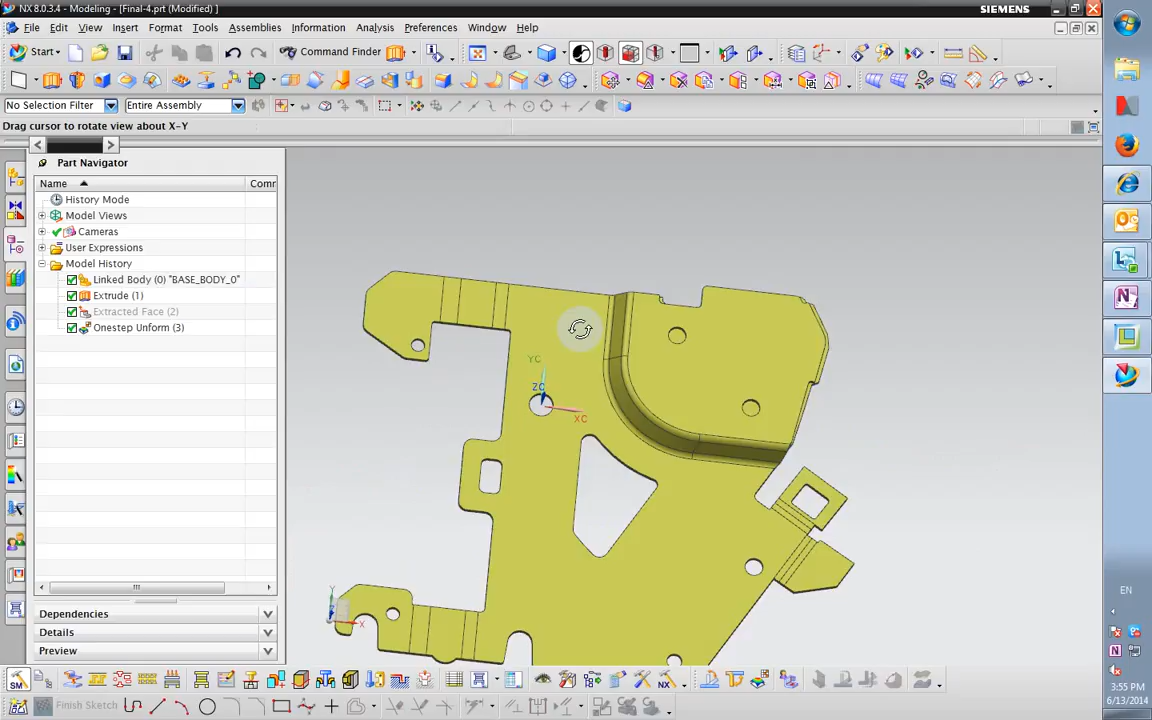 NX 8.0.3.4 - Modeling - [Final-4.prt (Modified) ]
SIEMENS
File Edit View Insert Format Tools Assemblies Information Analysis Preferences Window Help
Start Command Finder
No Selection Filter Entire Assembly
Drag cursor to rotate view about X-Y
Part Navigator
Name Comr
History Mode
Model Views
Cameras
User Expressions
Model History
Linked Body (0) "BASE_BODY_0"
Extrude (1)
Extracted Face (2)
Onestep Unform (3)
YC
ZC
XC
Y
X
Dependencies
Details
Preview
EN
SM
NX
Finish Sketch
3:55 PM
6/13/2014